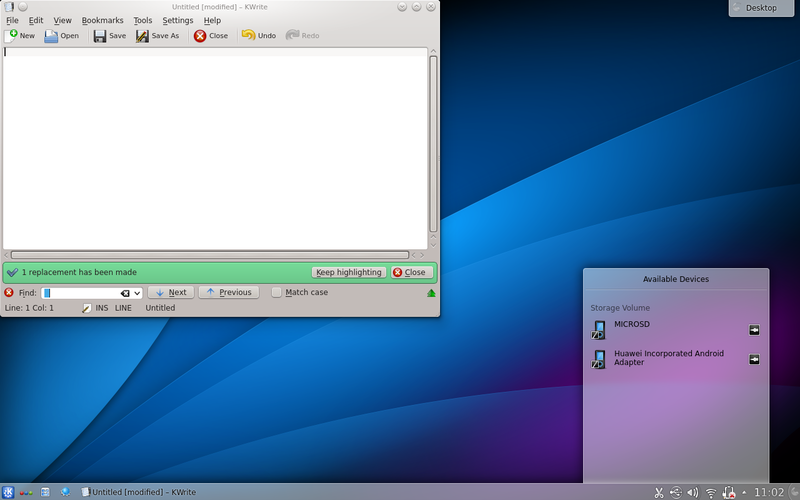 Untitled [modified] – KWrite
File Edit View Bookmarks Tools Settings Help
New Open Save Save As Close Undo Redo
1 replacement has been made Keep highlighting Close
Find: Next Previous Match case
Line: 1 Col: 1 INS LINE Untitled
Desktop
Available Devices
Storage Volume
MICROSD
Huawei Incorporated Android
Adapter
Untitled [modified] – KWrite
11:02